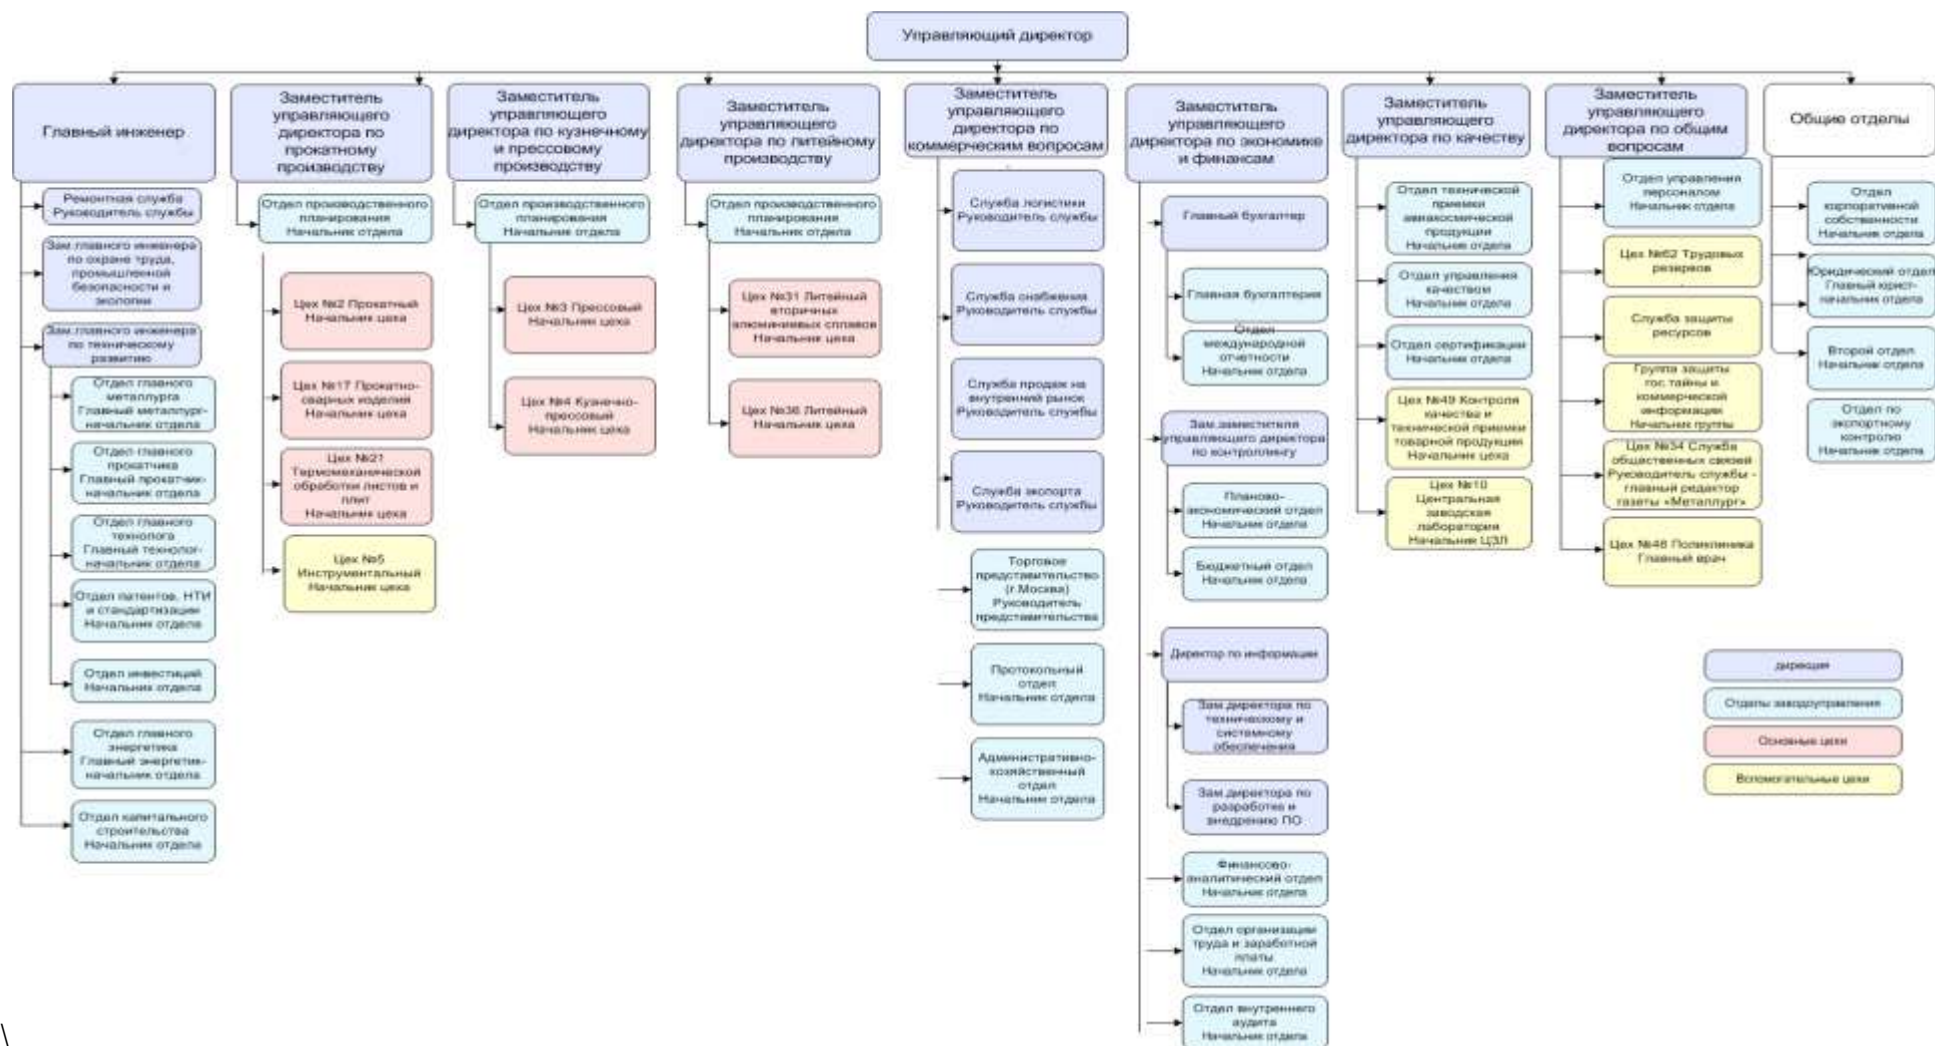 Управляющий директор
Главный инженер
Ремонтная служба
Руководитель службы
Зам.главного инженера
по охране труда,
промышленной
безопасности и
экологии
Зам.главного инженера
по техническому
развитию
Отдел главного
металлурга
Главный металлург-
начальник отдела
Отдел главного
прокатчика
Главный прокатчик-
начальник отдела
Отдел главного
технолога
Главный технолог-
начальник отдела
Отдел патентов, НТИ
и стандартизации
Начальник отдела
Отдел инвестиций
Начальник отдела
Отдел главного
энергетика
Главный энергетик-
начальник отдела
Отдел капитального
строительства
Начальник отдела
Заместитель
управляющего
директора по
прокатному
производству
Отдел производственного
планирования
Начальник отдела
Цех №2 Прокатный
Начальник цеха
Цех №17 Прокатно-
сварных изделия
Начальник цеха
Цех №21
Термомеханической
обработки листов и
плит
Начальник цеха
Цех №5
Инструментальный
Начальник цеха
Заместитель
управляющего
директора по кузнечному
и прессовому
производству
Отдел производственного
планирования
Начальник отдела
Цех №3 Прессовый
Начальник цеха
Цех №4 Кузнечно-
прессовый
Начальник цеха
Заместитель
управляющего
директора по литейному
производству
Отдел производственного
планирования
Начальник отдела
Цех №31 Литейный
вторичных
алюминиевых сплавов
Начальник цеха
Цех №36 Литейный
Начальник цеха
Заместитель
управляющего
директора по
коммерческим вопросам
Служба логистики
Руководитель службы
Служба снабжения
Руководитель службы
Служба продаж на
внутренний рынок
Руководитель службы
Служба экспорта
Руководитель службы
Торговое
представительство
(г.Москва)
Руководитель
представительства
Протокольный
отдел
Начальник отдела
Административно-
хозяйственный
отдел
Начальник отдела
Заместитель
управляющего
директора по экономике
и финансам
Главный бухгалтер
Главная бухгалтерия
Отдел
международной
отчетности
Начальник отдела
Зам.заместителя
управляющего директора
по контроллингу
Планово-
экономический отдел
Начальник отдела
Бюджетный отдел
Начальник отдела
Директор по информации
Зам.директора по
техническому и
системному
обеспечения
Зам.директора по
разработке и
внедрению ПО
Финансово-
аналитический отдел
Начальник отдела
Отдел организации
труда и заработной
платы
Начальник отдела
Отдел внутреннего
аудита
Начальник отдела
Заместитель
управляющего
директора по качеству
Отдел технической
приемки
авиакосмической
продукции
Начальник отдела
Отдел управления
качеством
Начальник отдела
Отдел сертификации
Начальник отдела
Цех №49 Контроля
качества и
технической приемки
товарной продукции
Начальник цеха
Цех №10
Центральная
заводская
лаборатория
Начальник ЦЗЛ
Заместитель
управляющего
директора по общим
вопросам
Отдел управления
персоналом
Начальник отдела
Цех №62 Трудовых
резервов
Служба защиты
ресурсов
Группа защиты
гос.тайны и
коммерческой
информации
Начальник группы
Цех №34 Служба
общественных связей
Руководитель службы -
главный редактор
газеты «Металлург»
Цех №46 Поликлиника
Главный врач
Общие отделы
Отдел
корпоративной
собственности
Начальник отдела
Юридический отдел
Главный юрист-
начальник отдела
Второй отдел
Начальник отдела
Отдел по
экспортному
контролю
Начальник отдела
дирекция
Отделы заводоуправления
Основные цехи
Вспомогательные цехи
\